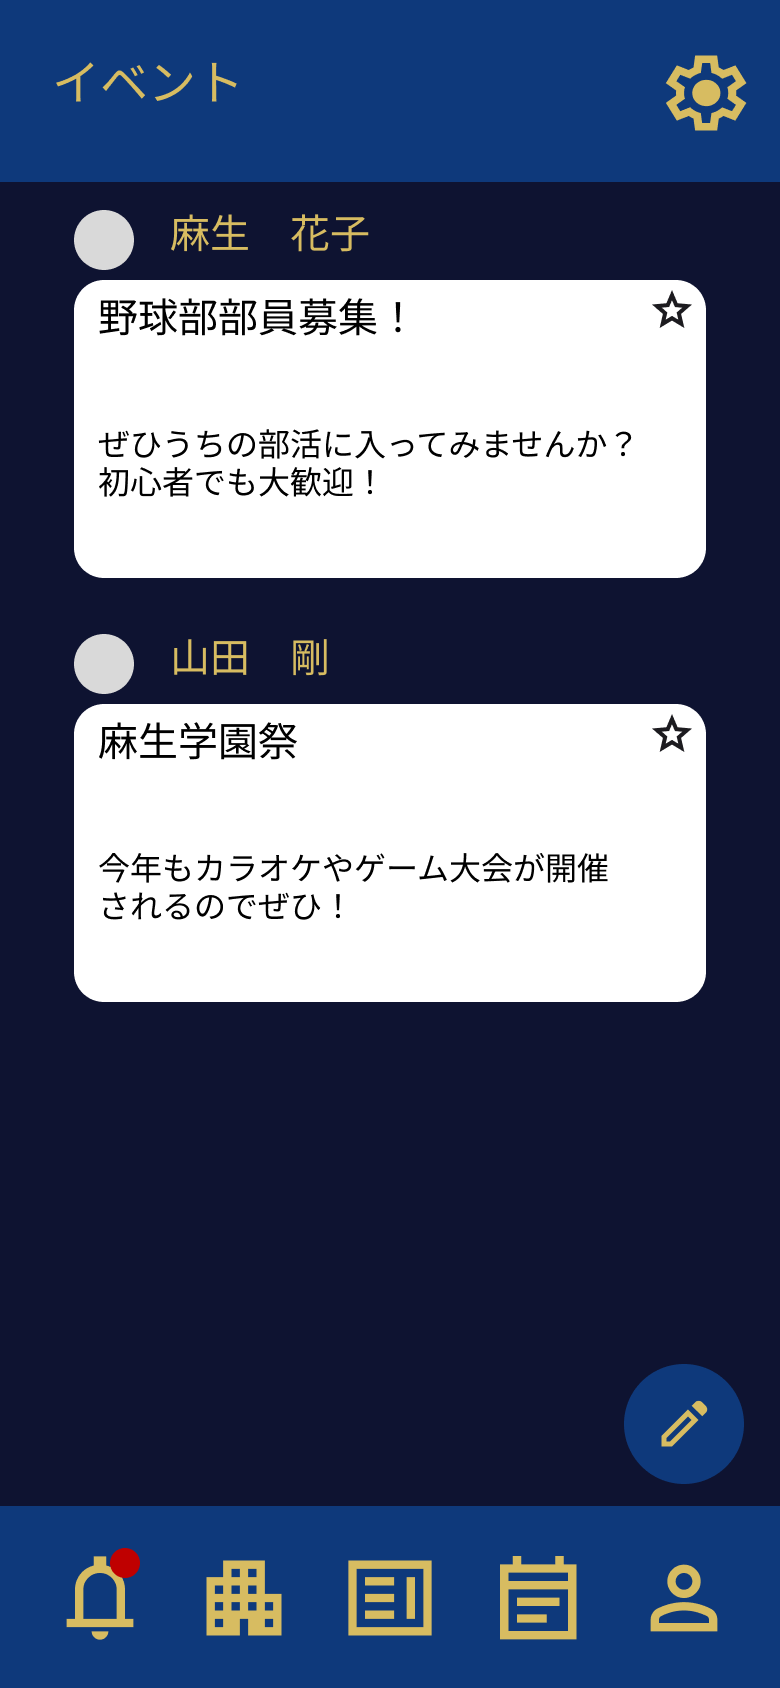 イベント
麻生　花子
野球部部員募集！
ぜひうちの部活に入ってみませんか？
初心者でも大歓迎！
山田　剛
麻生学園祭
今年もカラオケやゲーム大会が開催
されるのでぜひ！